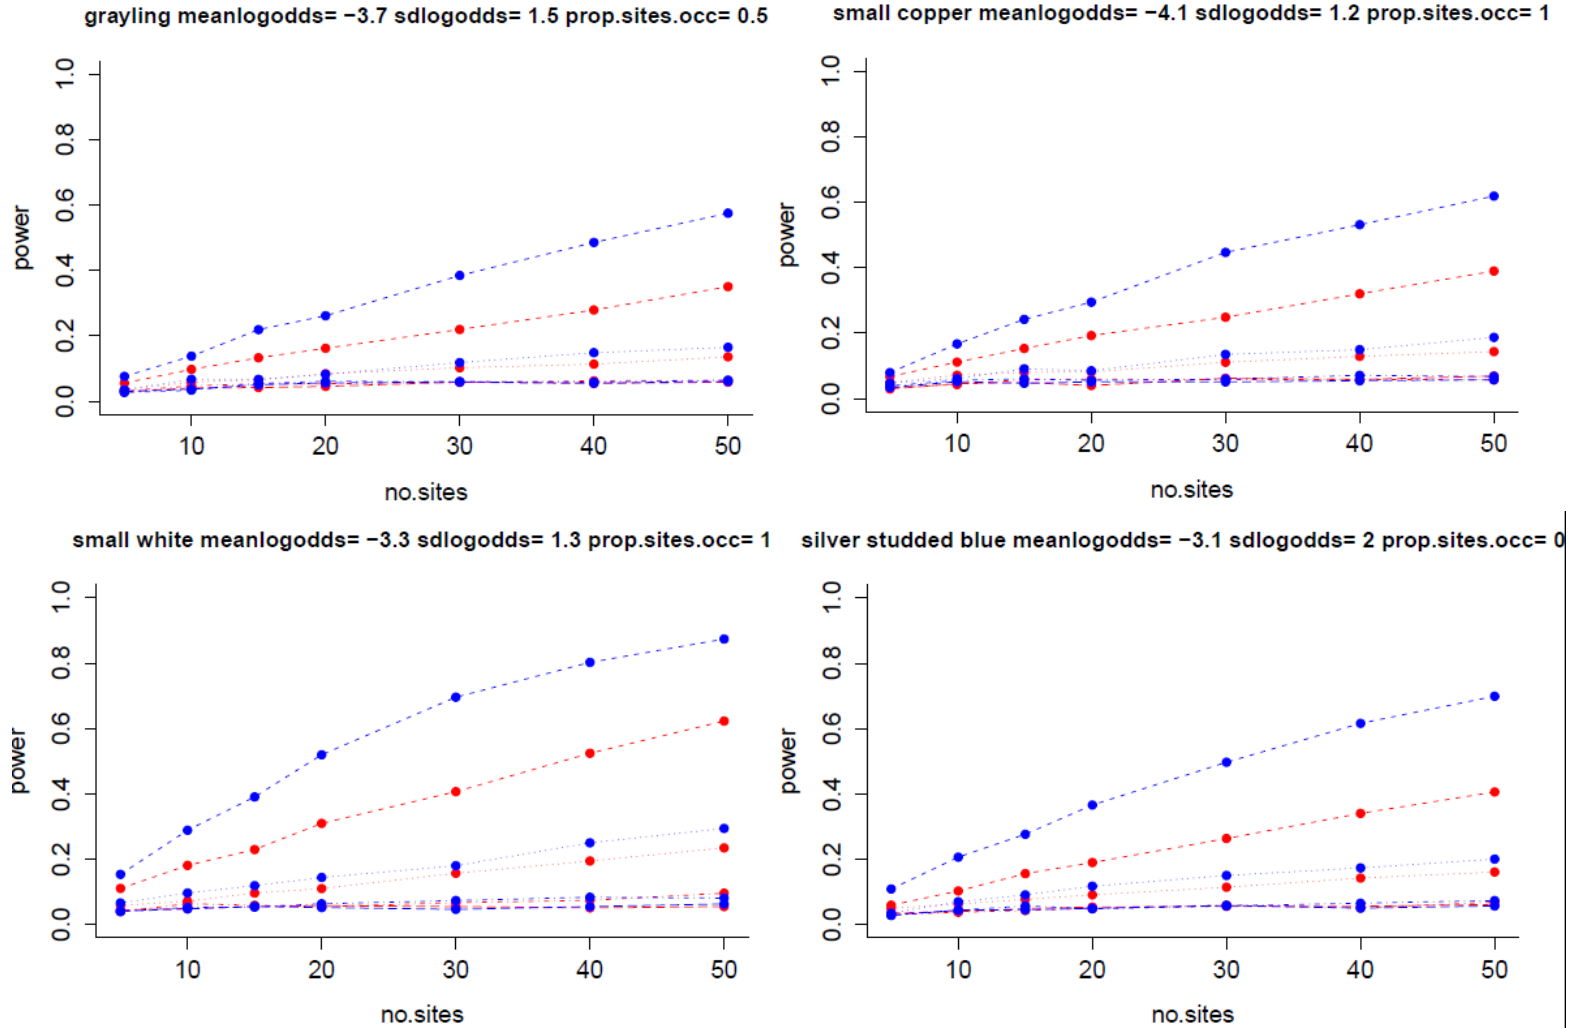 grayling meanlogodds= −3.7 sdlogodds= 1.5 prop.sites.occ= 0.5
power
1.0
0.8
0.6
0.4
0.2
0.0
10 20 30 40 50
no.sites
small copper meanlogodds= −4.1 sdlogodds= 1.2 prop.sites.occ= 1
power
1.0
0.8
0.6
0.4
0.2
0.0
10 20 30 40 50
no.sites
small white meanlogodds= −3.3 sdlogodds= 1.3 prop.sites.occ= 1
power
1.0
0.8
0.6
0.4
0.2
0.0
10 20 30 40 50
no.sites
silver studded blue meanlogodds= −3.1 sdlogodds= 2 prop.sites.occ= 0
power
1.0
0.8
0.6
0.4
0.2
0.0
10 20 30 40 50
no.sites